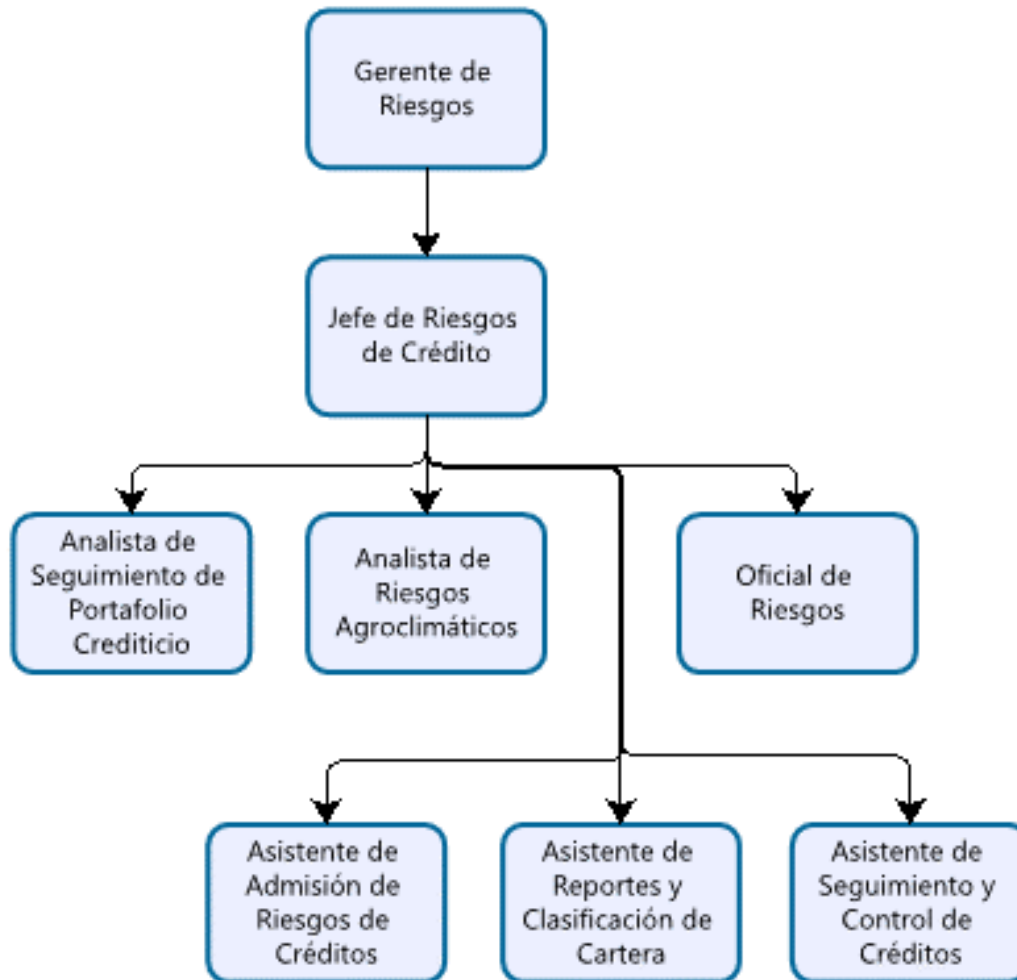 Gerente de
Riesgos
Jefe de Riesgos
de Crédito
Analista de
Seguimiento de
Portafolio
Crediticio
Analista de
Riesgos
Agroclimáticos
Oficial de
Riesgos
Asistente de
Admisión de
Riesgos de
Créditos
Asistente de
Reportes y
Clasificación de
Cartera
Asistente de
Seguimiento y
Control de
Créditos